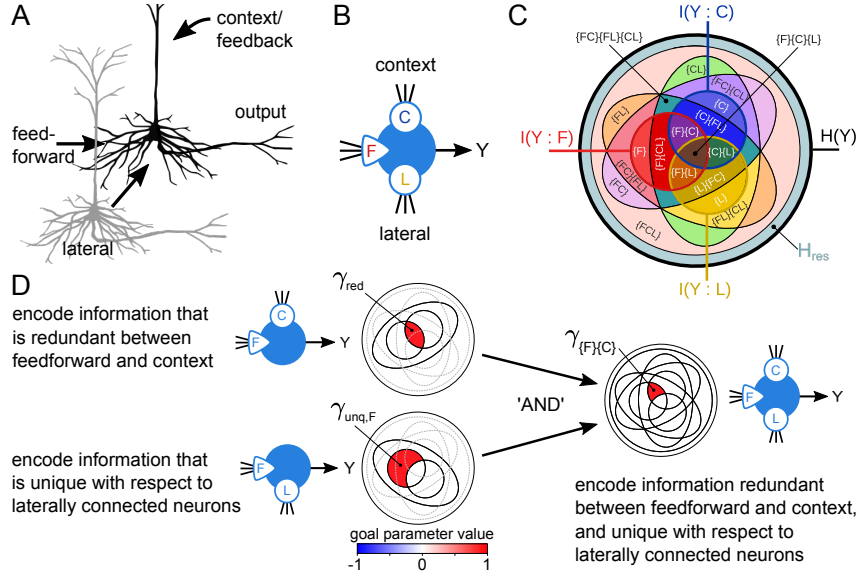 A
context/
feedback
output
feed-
forward
lateral
B
context
C
F
L
Y
lateral
C
I(Y : C)
{FC}{FL}{CL}
{F}{C}{L}
{CL}
{FC}{CL}
{C}
{C}{FL}
{FL}
{F}{C}
I(Y : F)
{F}
{F}{CL}
{C}{L}
H(Y)
{F}{L}
{FC}{FL}
{FC}
{L}{FC}
{L}
{FL}{CL}
{FCL}
Hres
I(Y : L)
D
encode information that
is redundant between
feedforward and context
C
F
Y
γred
encode information that
is unique with respect to
laterally connected neurons
F
L
Y
γunq,F
goal parameter value
-1
0
1
'AND'
γ{F}{C}
C
F
L
Y
encode information redundant
between feedforward and context,
and unique with respect to
laterally connected neurons